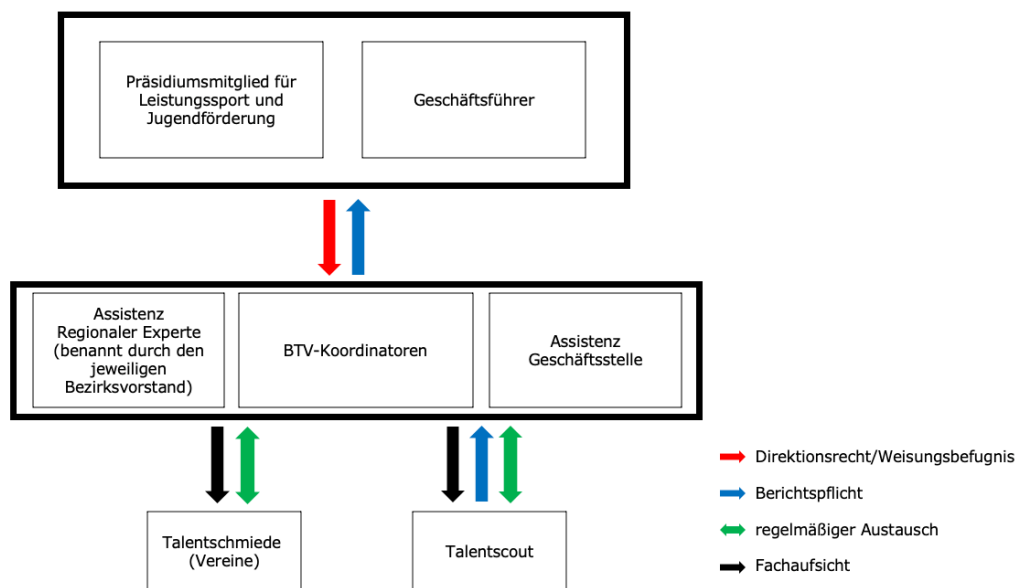 Präsidiumsmitglied für
Leistungssport und
Jugendförderung
Geschäftsführer
Assistenz
Regionaler Experte
(benannt durch den
jeweiligen
Bezirksvorstand)
BTV-Koordinatoren
Assistenz
Geschäftsstelle
Talentschmiede
(Vereine)
Talentscout
Direktionsrecht/Weisungsbefugnis
Berichtspflicht
regelmäßiger Austausch
Fachaufsicht